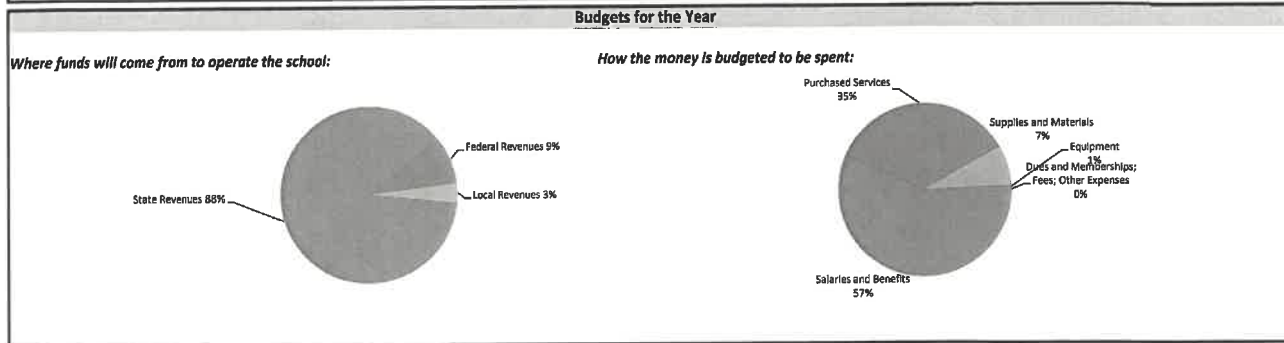 Budgets for the Year
Where funds will come from to operate the school:
Federal Revenues 9%
State Revenues 88%
Local Revenues 3%
How the money is budgeted to be spent:
Purchased Services
35%
Supplies and Materials
7%
Equipment
1%
Dues and Memberships;
Fees; Other Expenses
0%
Salaries and Benefits
57%